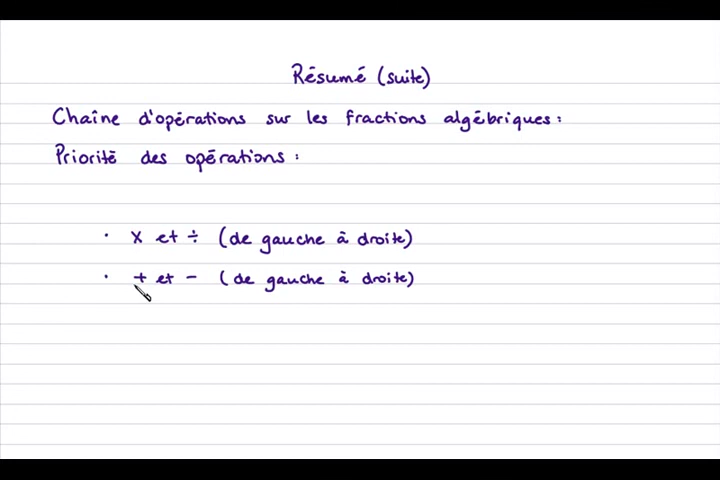 Résumé (suite)
Chaîne d'opérations sur les fractions algébriques :
Priorité des opérations :
· × et ÷ (de gauche à droite)
· + et - (de gauche à droite)